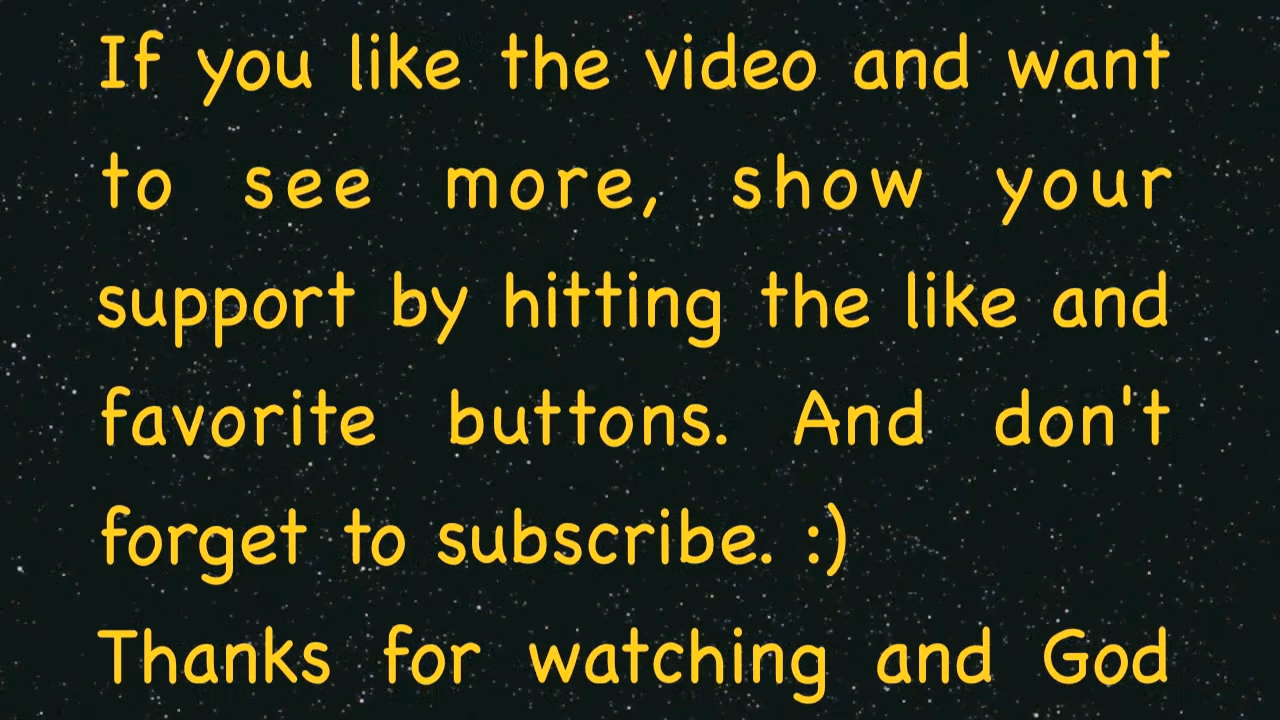 If you like the video and want
to see more, show your
support by hitting the like and
favorite buttons. And don't
forget to subscribe. :)
Thanks for watching and God